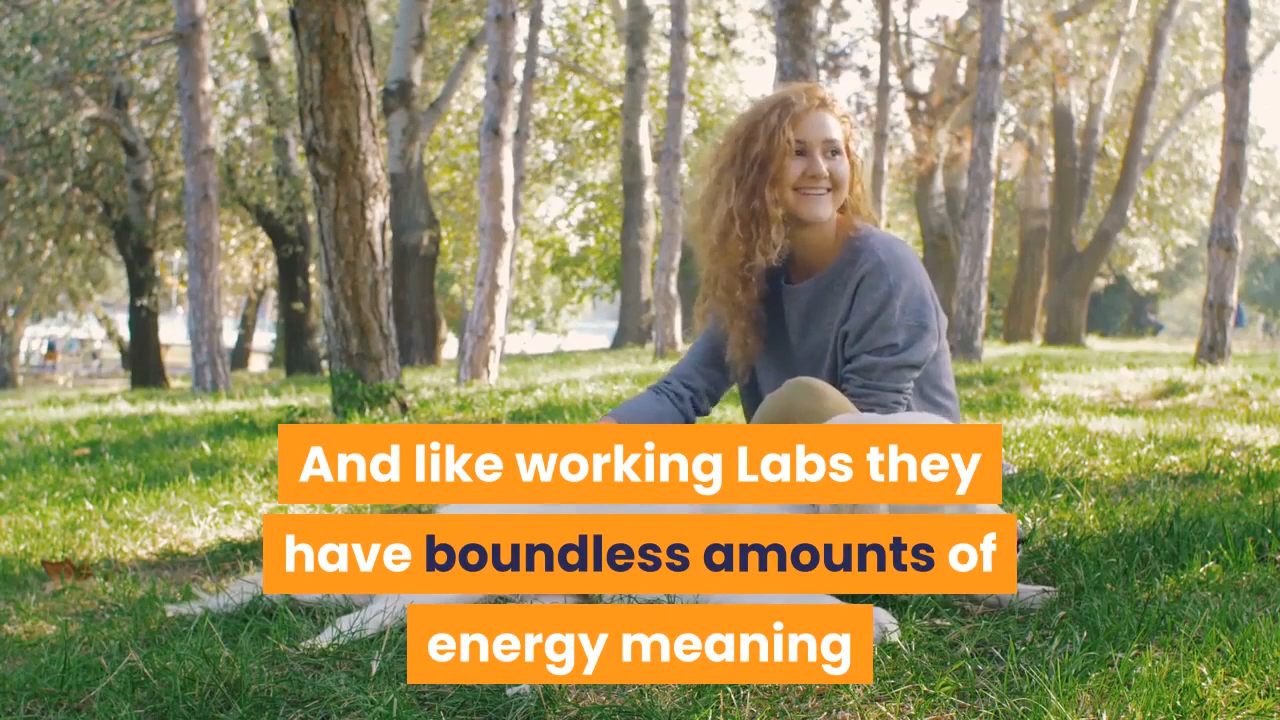 And like working Labs they
have boundless amounts of
energy meaning